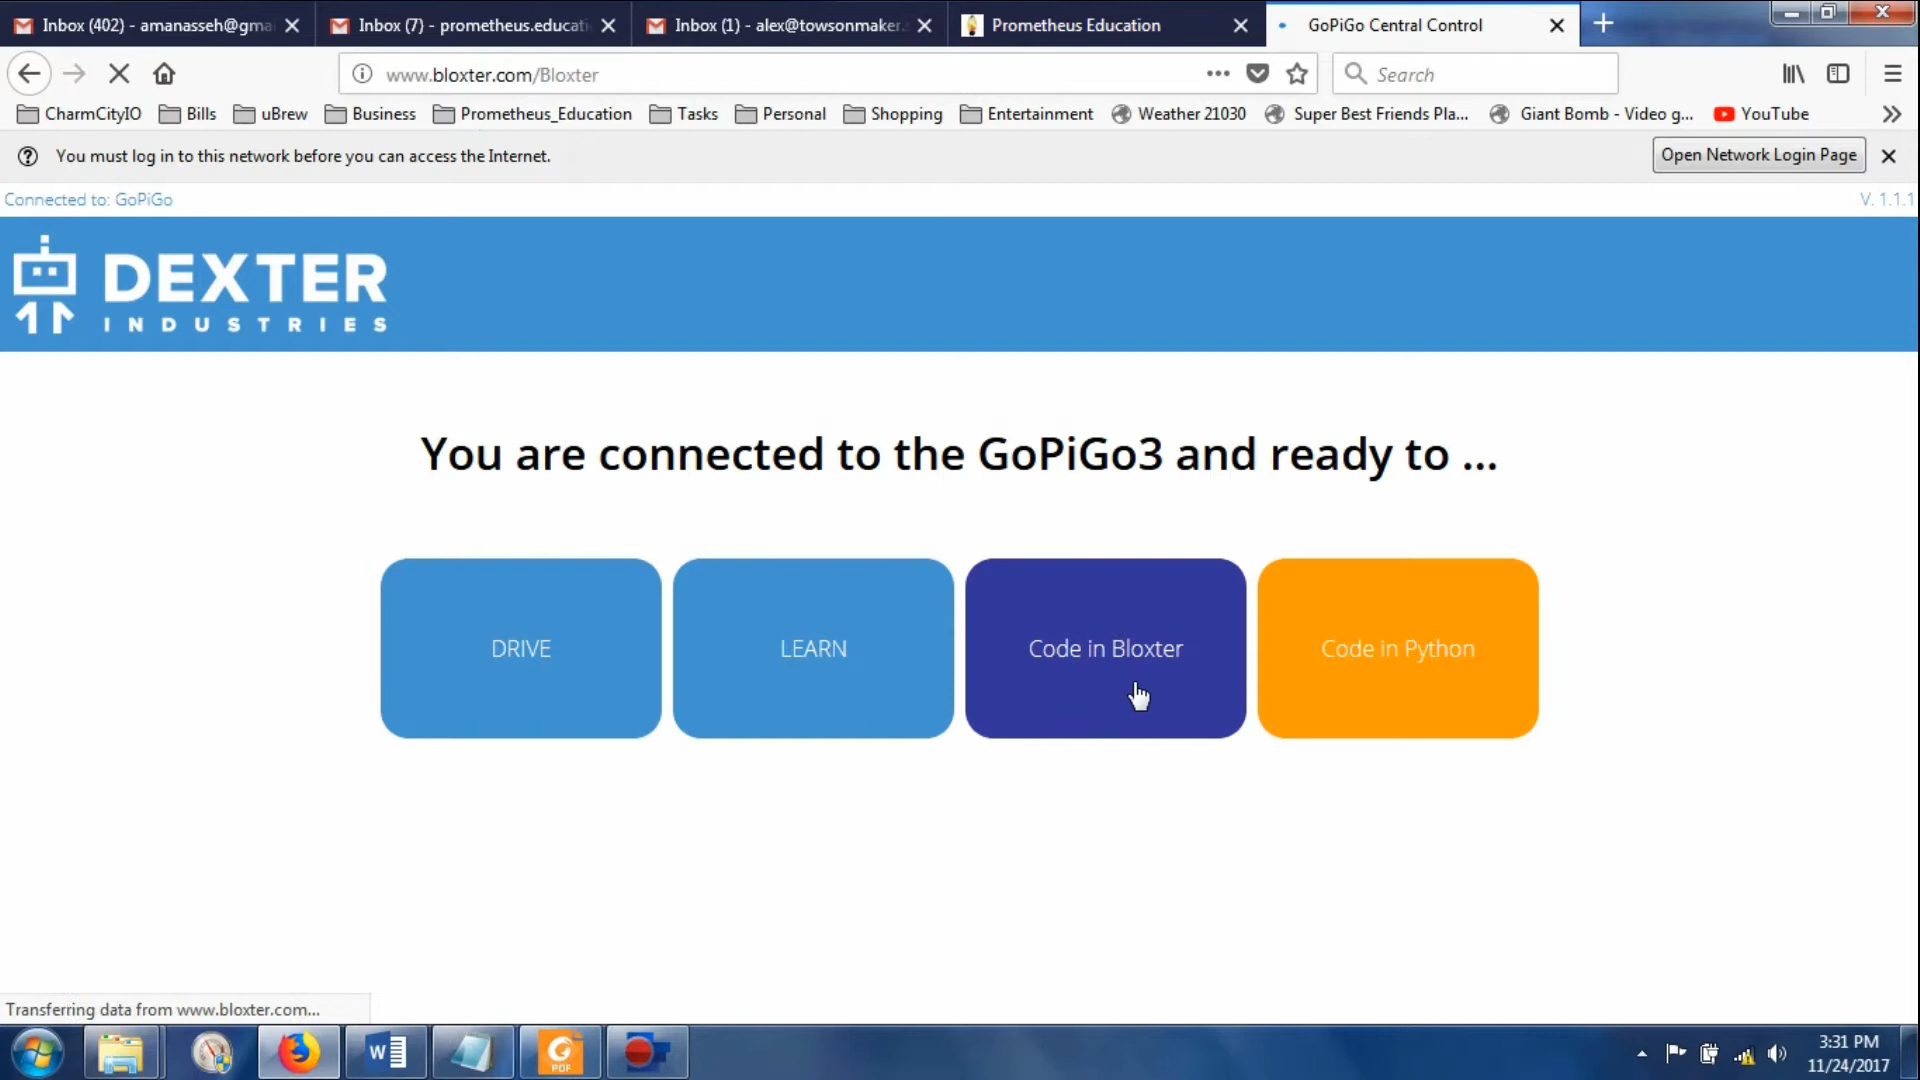 Inbox (402) - amanasseh@gma
Inbox (7) - prometheus.educati
Inbox (1) - alex@towsonmaker.
Prometheus Education
GoPiGo Central Control
www.bloxter.com/Bloxter
Search
CharmCityIO
Bills
uBrew
Business
Prometheus_Education
Tasks
Personal
Shopping
Entertainment
Weather 21030
Super Best Friends Pla...
Giant Bomb - Video g...
YouTube
You must log in to this network before you can access the Internet.
Open Network Login Page
Connected to: GoPiGo
V. 1.1.1
DEXTER
INDUSTRIES
You are connected to the GoPiGo3 and ready to ...
DRIVE
LEARN
Code in Bloxter
Code in Python
Transferring data from www.bloxter.com...
W
G
PDF
3:31 PM
11/24/2017